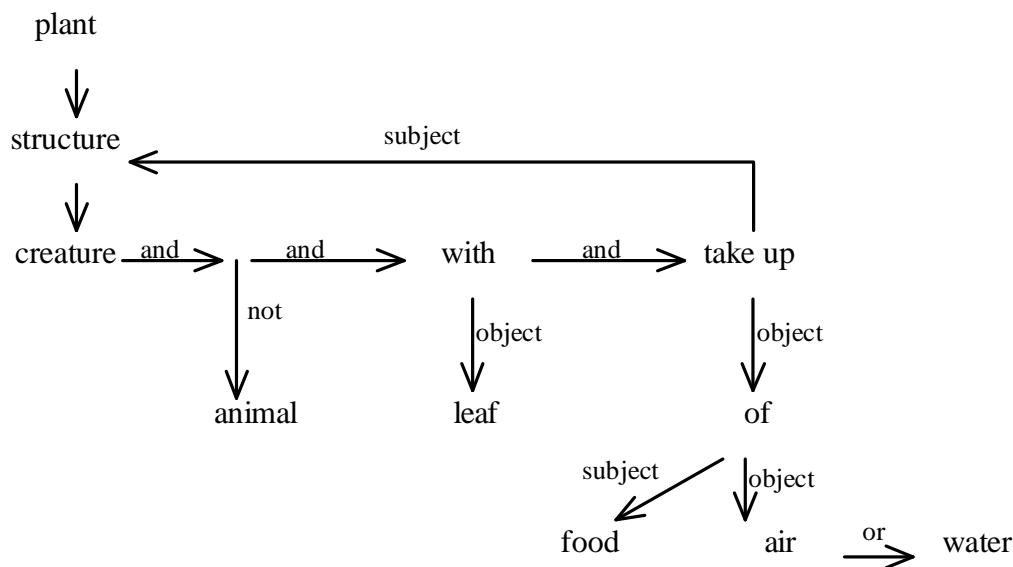 plant
structure
subject
creature and and with and take up
not
object object
animal leaf of
subject object
food air or water